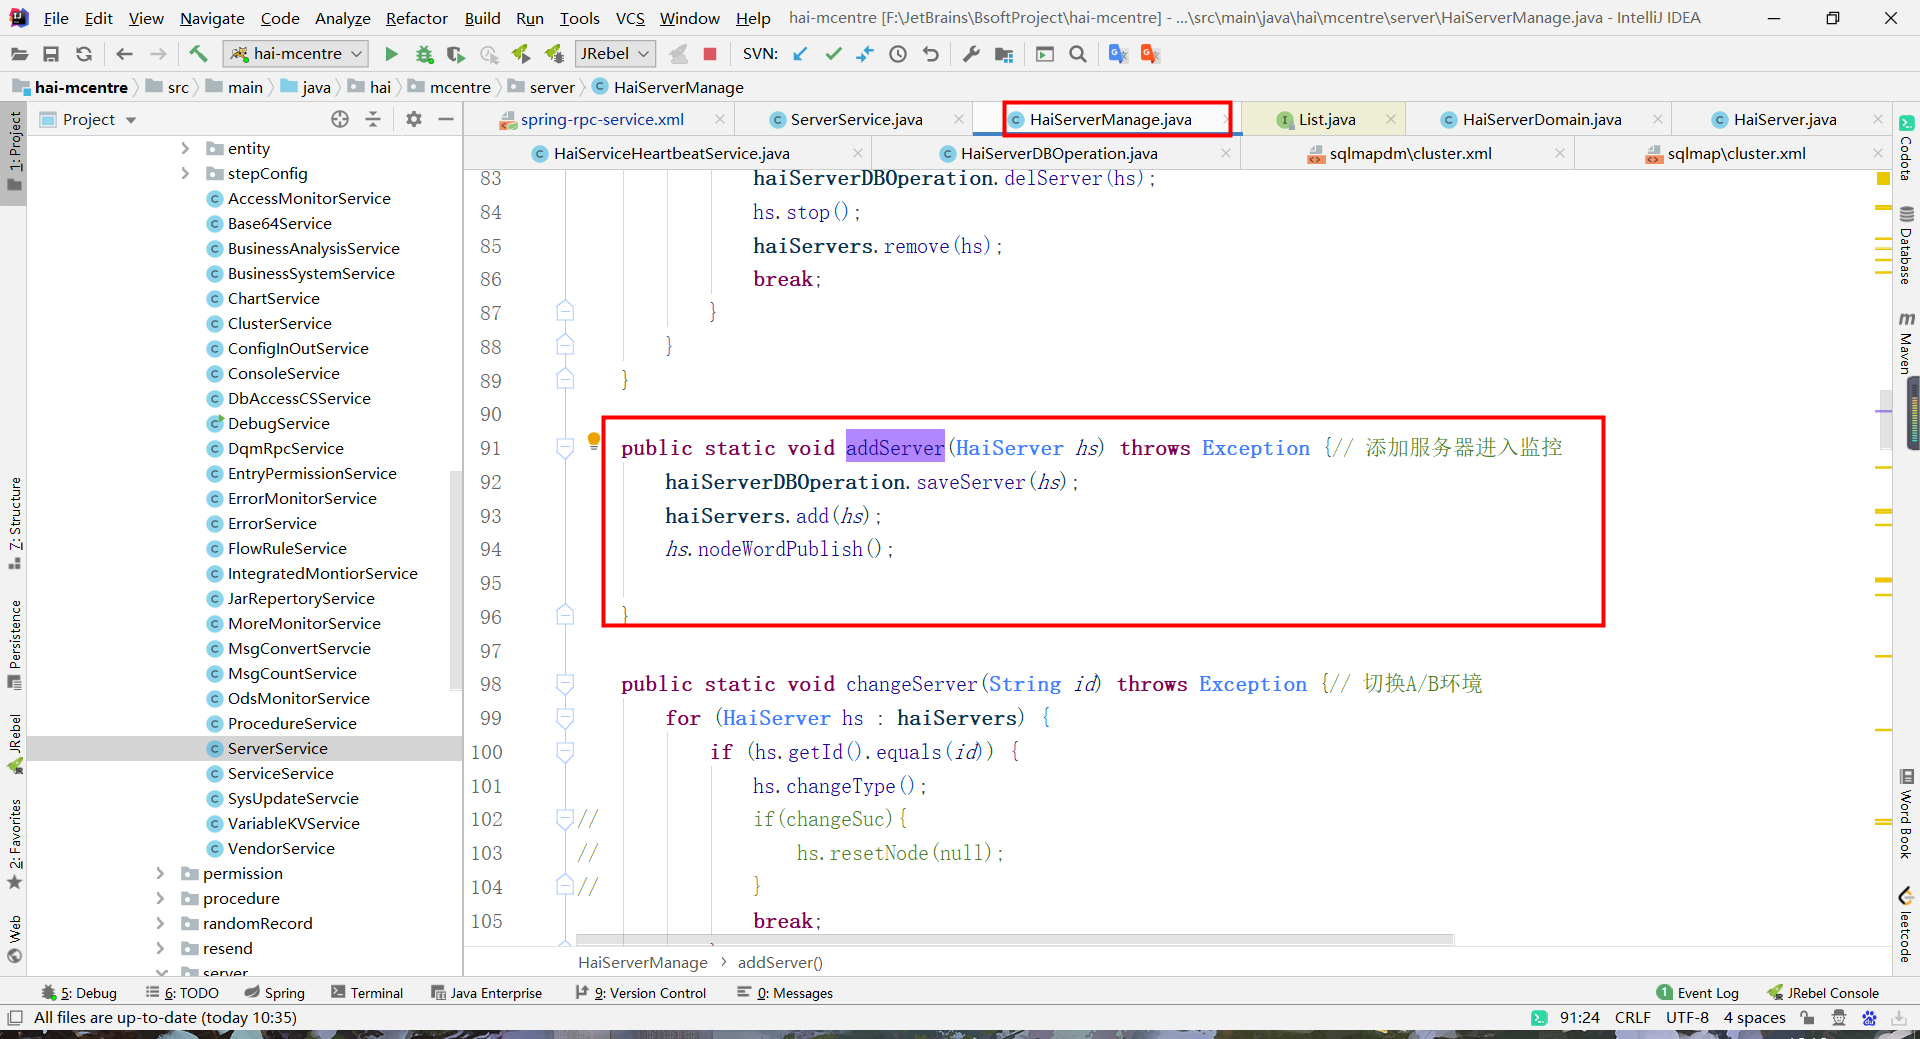 File Edit View Navigate Code Analyze Refactor Build Run Tools VCS Window Help hai-mcentre [F:\JetBrains\BsoftProject\hai-mcentre] - ...\src\main\java\hai\mcentre\server\HaiServerManage.java - IntelliJ IDEA
hai-mcentre JRebel SVN:
hai-mcentre src main java hai mcentre server HaiServerManage
Project
spring-rpc-service.xml ServerService.java HaiServerManage.java List.java HaiServerDomain.java HaiServer.java
HaiServiceHeartbeatService.java HaiServerDBOperation.java sqlmapdm\cluster.xml sqlmap\cluster.xml
1: Project
Z: Structure
Persistence
JRebel
2: Favorites
Web
entity
stepConfig
AccessMonitorService
Base64Service
BusinessAnalysisService
BusinessSystemService
ChartService
ClusterService
ConfigInOutService
ConsoleService
DbAccessCSService
DebugService
DqmRpcService
EntryPermissionService
ErrorMonitorService
ErrorService
FlowRuleService
IntegratedMontiorService
JarRepertoryService
MoreMonitorService
MsgConvertServcie
MsgCountService
OdsMonitorService
ProcedureService
ServerService
ServiceService
SysUpdateServcie
VariableKVService
VendorService
permission
procedure
randomRecord
resend
server
83 haiServerDBOperation.delServer(hs);
84 hs.stop();
85 haiServers.remove(hs);
86 break;
87 }
88 }
89 }
90
91 public static void addServer(HaiServer hs) throws Exception {// 添加服务器进入监控
92 haiServerDBOperation.saveServer(hs);
93 haiServers.add(hs);
94 hs.nodeWordPublish();
95
96 }
97
98 public static void changeServer(String id) throws Exception {// 切换A/B环境
99 for (HaiServer hs : haiServers) {
100 if (hs.getId().equals(id)) {
101 hs.changeType();
102 // if(changeSuc){
103 // hs.resetNode(null);
104 // }
105 break;
HaiServerManage › addServer()
Codota
Database
m Maven
Word Book
leetcode
5: Debug 6: TODO Spring Terminal Java Enterprise 9: Version Control 0: Messages 1 Event Log JRebel Console
All files are up-to-date (today 10:35) 91:24 CRLF UTF-8 4 spaces